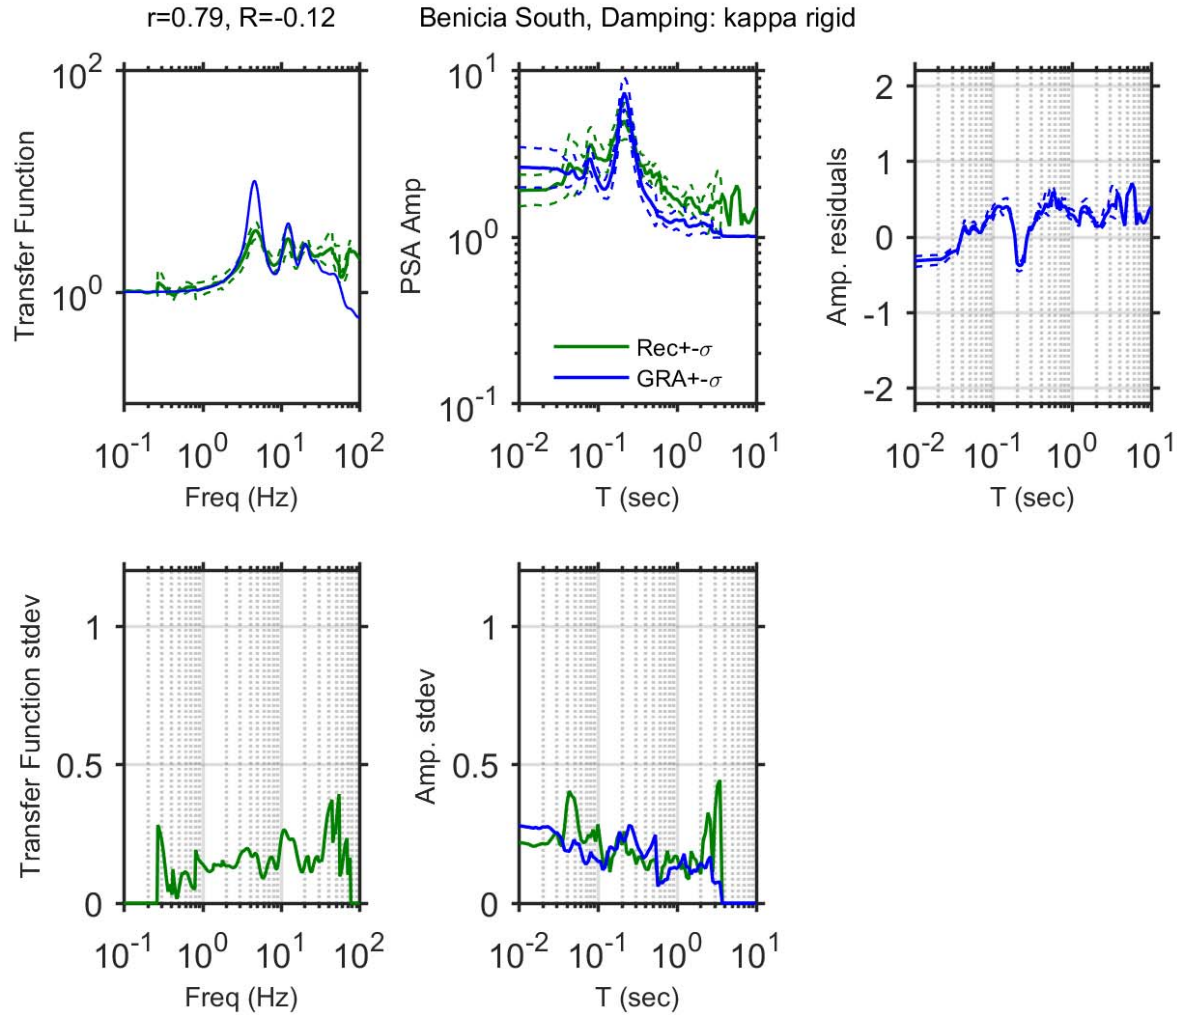 r=0.79, R=-0.12
Benicia South, Damping: kappa rigid
Transfer Function
10^2
10^0
10^-1 10^0 10^1 10^2
Freq (Hz)
PSA Amp
10^1
10^0
10^-1
Rec+-σ
GRA+-σ
10^-2 10^-1 10^0 10^1
T (sec)
Amp. residuals
2
1
0
-1
-2
10^-2 10^-1 10^0 10^1
T (sec)
Transfer Function stdev
1
0.5
0
10^-1 10^0 10^1 10^2
Freq (Hz)
Amp. stdev
1
0.5
0
10^-2 10^-1 10^0 10^1
T (sec)